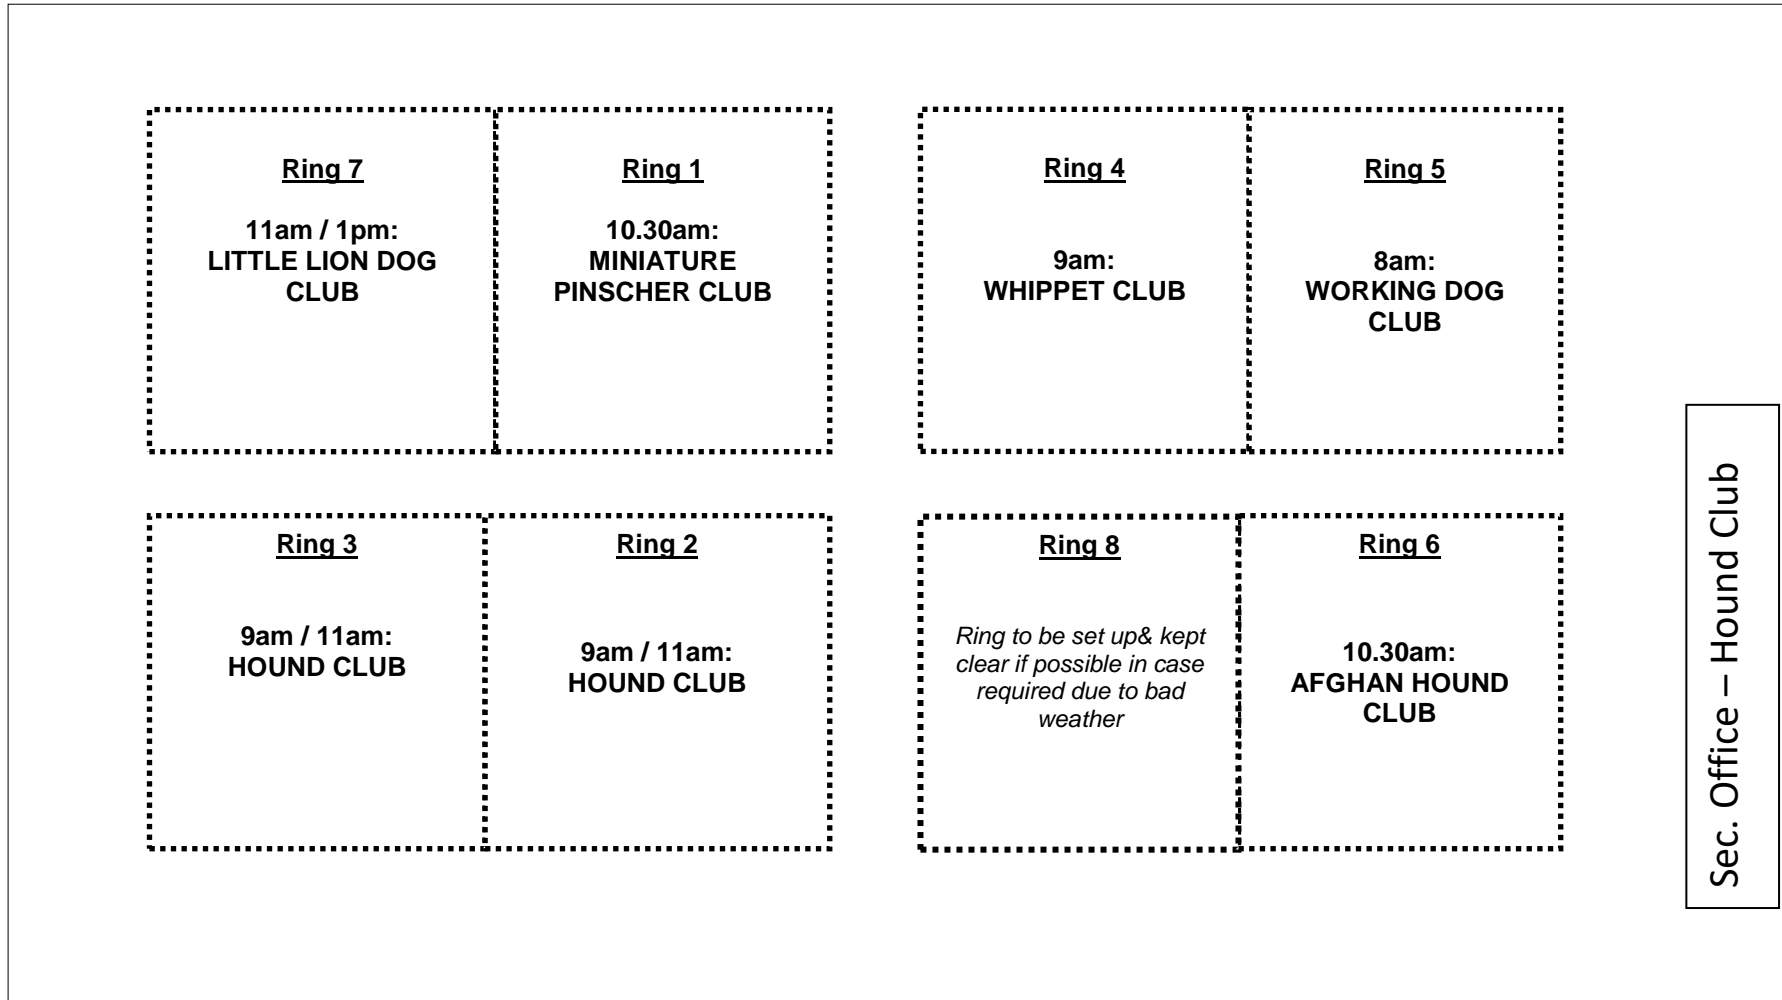 Ring 7
11am / 1pm:
LITTLE LION DOG
CLUB
Ring 1
10.30am:
MINIATURE
PINSCHER CLUB
Ring 4
9am:
WHIPPET CLUB
Ring 5
8am:
WORKING DOG
CLUB
Ring 3
9am / 11am:
HOUND CLUB
Ring 2
9am / 11am:
HOUND CLUB
Ring 8
Ring to be set up& kept
clear if possible in case
required due to bad
weather
Ring 6
10.30am:
AFGHAN HOUND
CLUB
Sec. Office – Hound Club